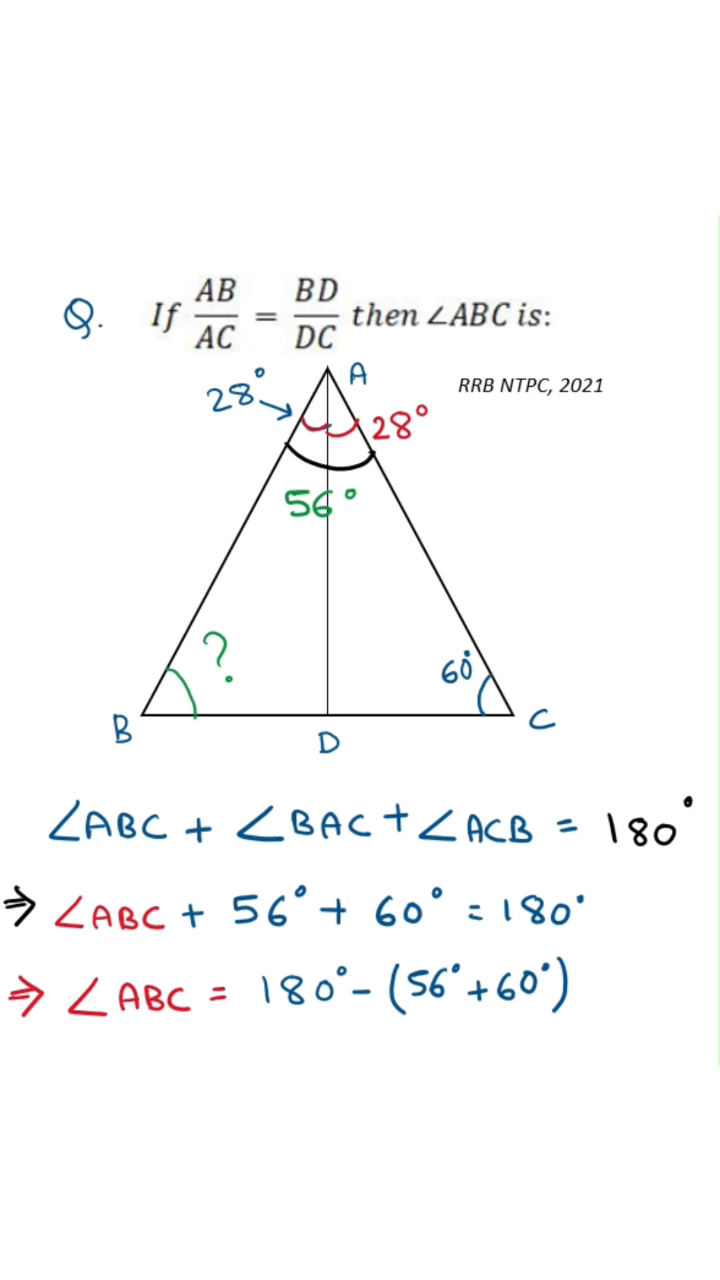 Q. If AB/AC = BD/DC then ∠ABC is:
RRB NTPC, 2021
A
28°
28°
56°
?
60°
B
D
C
∠ABC + ∠BAC + ∠ACB = 180°
⇒ ∠ABC + 56° + 60° = 180°
⇒ ∠ABC = 180° - (56° + 60°)